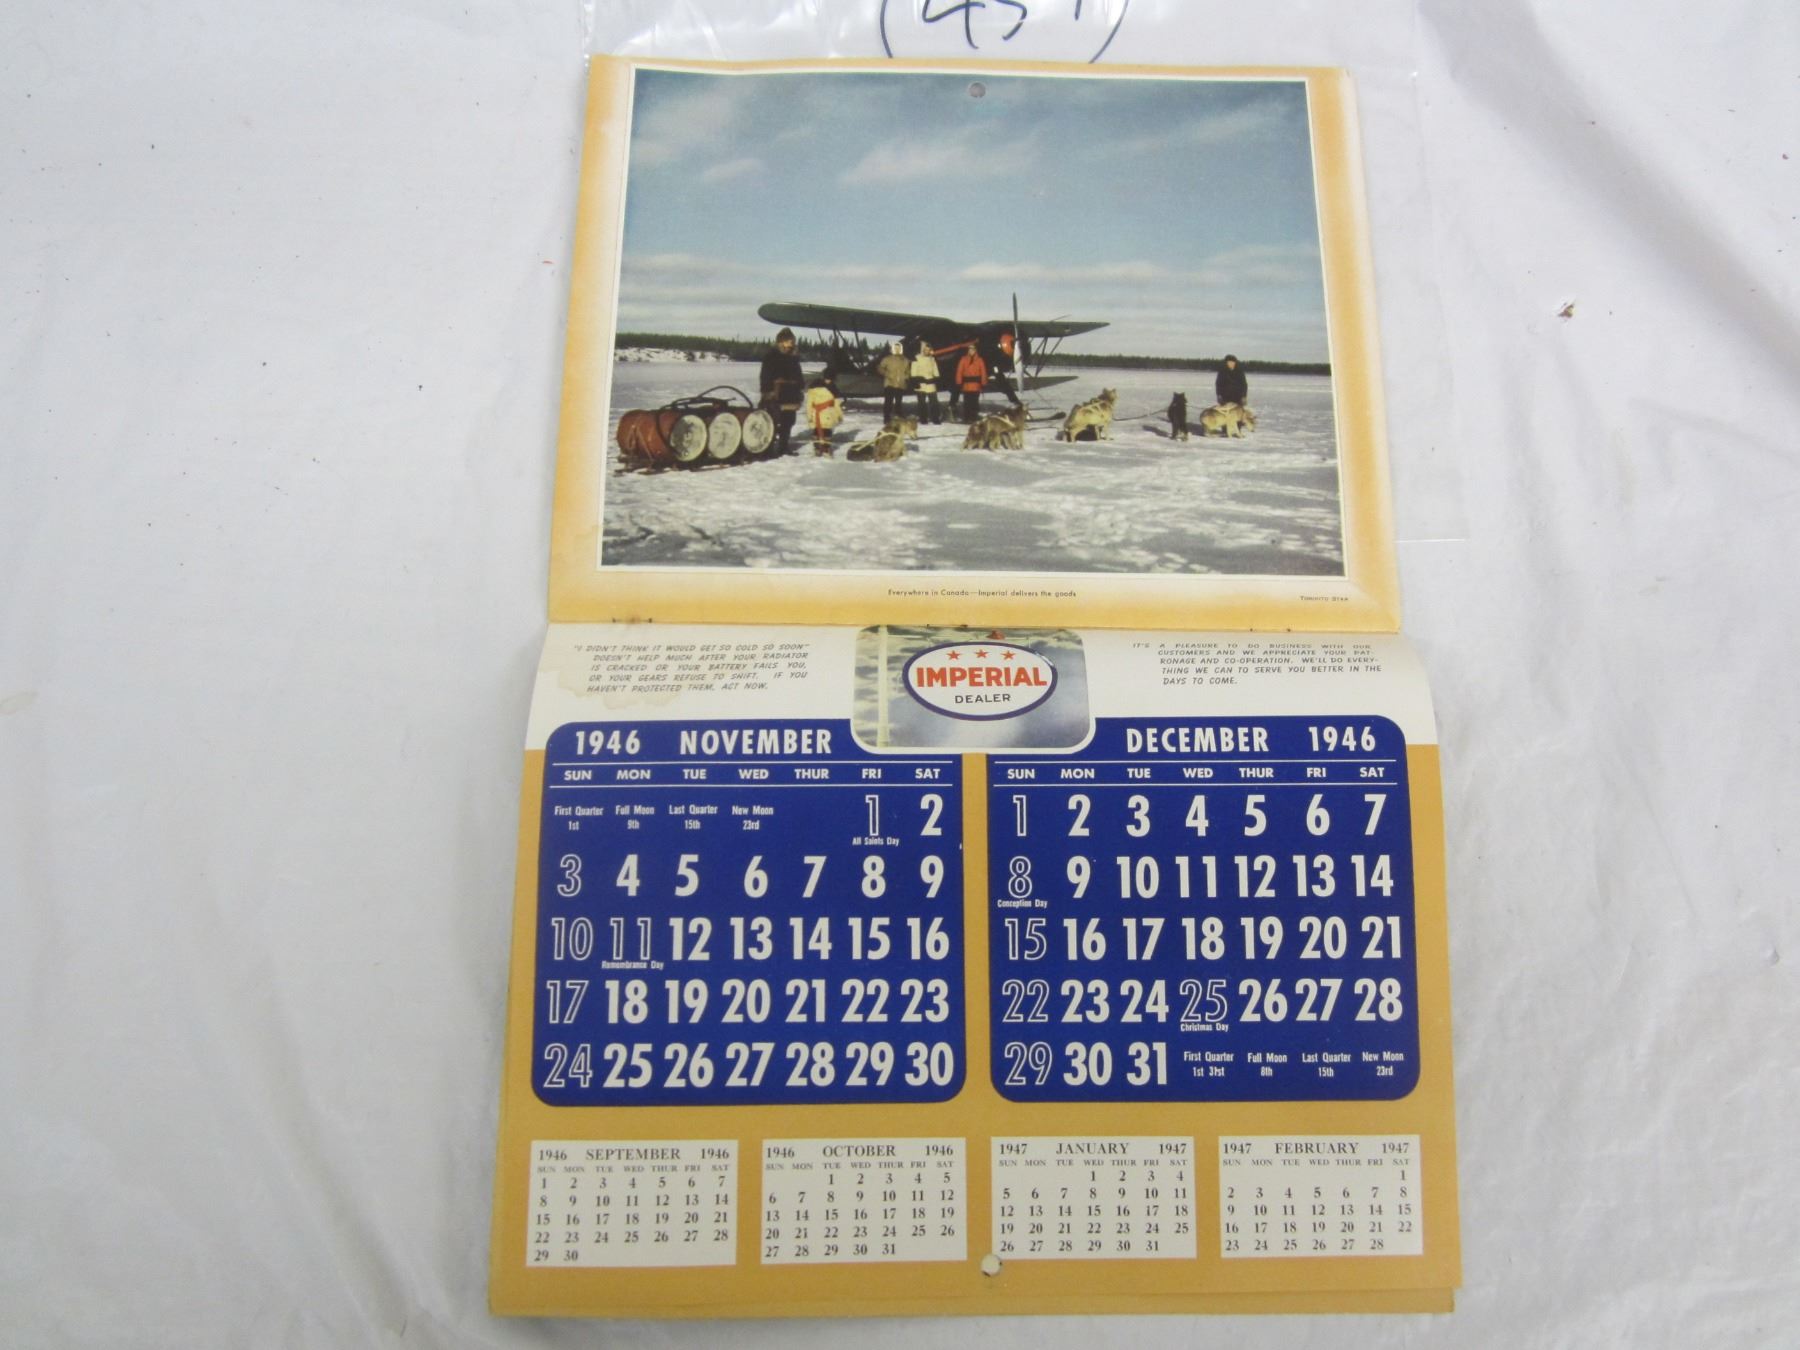 Everywhere in Canada—Imperial delivers the goods
TORONTO STAR
"I DIDN'T THINK IT WOULD GET SO COLD SO SOON"
DOESN'T HELP MUCH AFTER YOUR RADIATOR
IS CRACKED OR YOUR BATTERY FAILS YOU,
OR YOUR GEARS REFUSE TO SHIFT. IF YOU
HAVEN'T PROTECTED THEM, ACT NOW.
IMPERIAL
DEALER
IT'S A PLEASURE TO DO BUSINESS WITH OUR
CUSTOMERS AND WE APPRECIATE YOUR PAT-
RONAGE AND CO-OPERATION. WE'LL DO EVERY-
THING WE CAN TO SERVE YOU BETTER IN THE
DAYS TO COME.
1946 NOVEMBER
SUN MON TUE WED THUR FRI SAT
First Quarter Full Moon Last Quarter New Moon
1st 9th 15th 23rd
1 2
All Saints Day
3 4 5 6 7 8 9
10 11 12 13 14 15 16
Remembrance Day
17 18 19 20 21 22 23
24 25 26 27 28 29 30
DECEMBER 1946
SUN MON TUE WED THUR FRI SAT
1 2 3 4 5 6 7
8 9 10 11 12 13 14
Conception Day
15 16 17 18 19 20 21
22 23 24 25 26 27 28
Christmas Day
29 30 31
First Quarter Full Moon Last Quarter New Moon
1st 31st 8th 15th 23rd
1946 SEPTEMBER 1946
SUN MON TUE WED THUR FRI SAT
1 2 3 4 5 6 7
8 9 10 11 12 13 14
15 16 17 18 19 20 21
22 23 24 25 26 27 28
29 30
1946 OCTOBER 1946
SUN MON TUE WED THUR FRI SAT
1 2 3 4 5
6 7 8 9 10 11 12
13 14 15 16 17 18 19
20 21 22 23 24 25 26
27 28 29 30 31
1947 JANUARY 1947
SUN MON TUE WED THUR FRI SAT
1 2 3 4
5 6 7 8 9 10 11
12 13 14 15 16 17 18
19 20 21 22 23 24 25
26 27 28 29 30 31
1947 FEBRUARY 1947
SUN MON TUE WED THUR FRI SAT
1
2 3 4 5 6 7 8
9 10 11 12 13 14 15
16 17 18 19 20 21 22
23 24 25 26 27 28